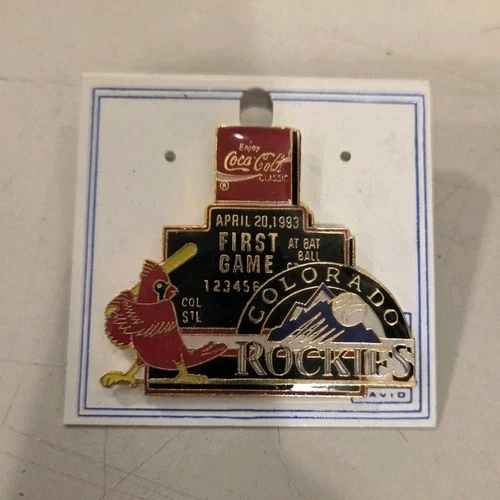 Enjoy
Coca-Cola
CLASSIC
®
APRIL 20,1993
FIRST
GAME
AT BAT
BALL
123456
COL
STL
COLORADO
ROCKIES
AVID